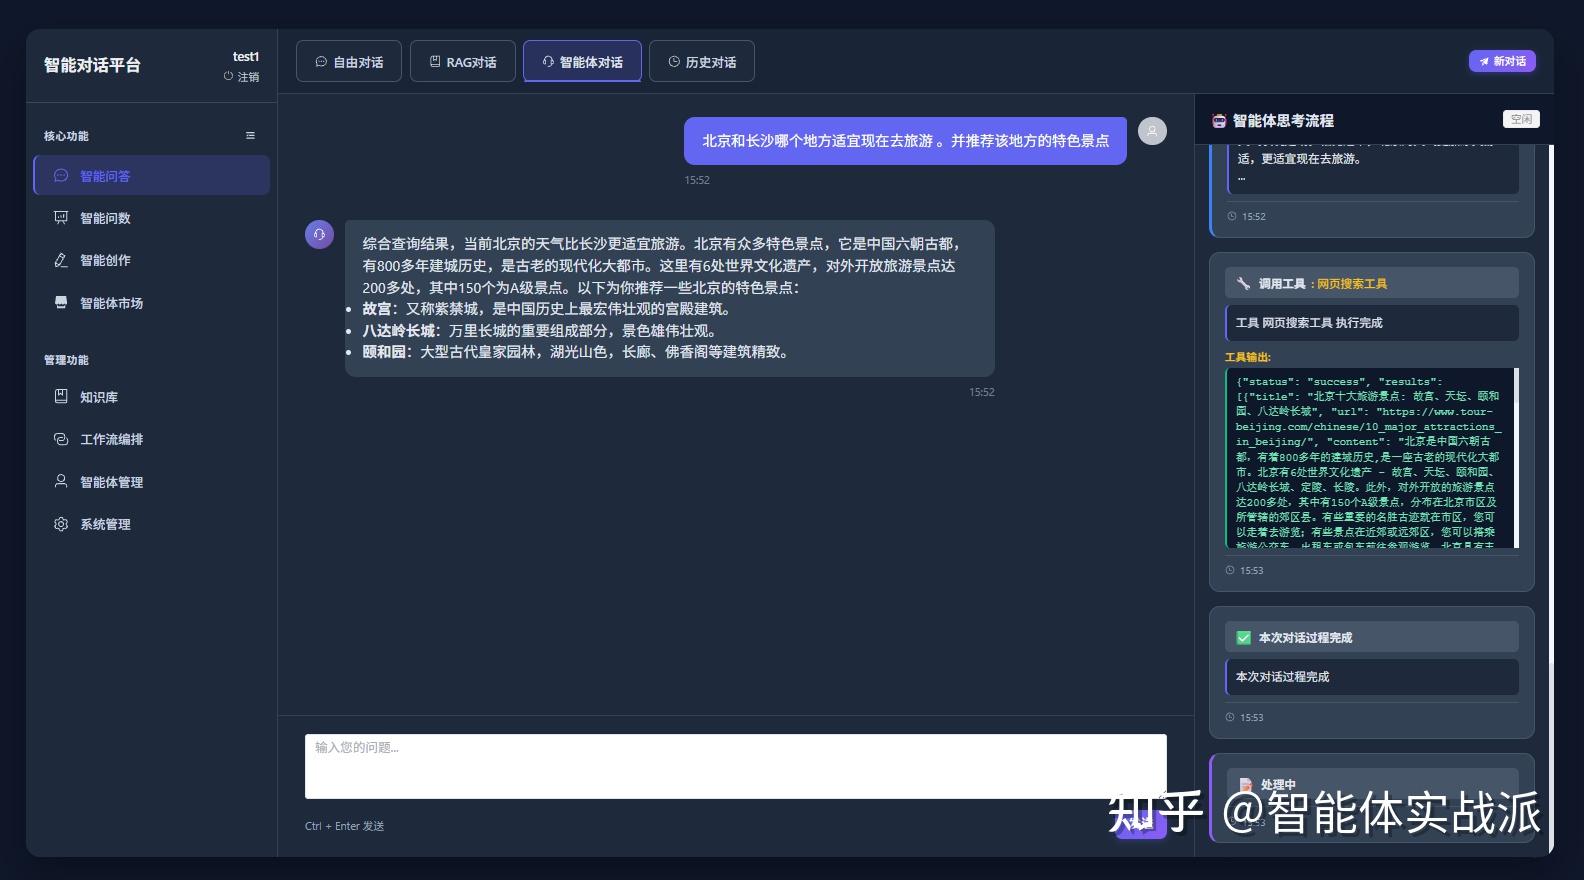 智能对话平台
test1
注销
核心功能
智能问答
智能问数
智能创作
智能体市场
管理功能
知识库
工作流编排
智能体管理
系统管理
自由对话
RAG对话
智能体对话
历史对话
新对话
北京和长沙哪个地方适宜现在去旅游 。并推荐该地方的特色景点
15:52
综合查询结果，当前北京的天气比长沙更适宜旅游。北京有众多特色景点，它是中国六朝古都，
有800多年建城历史，是古老的现代化大都市。这里有6处世界文化遗产，对外开放旅游景点达
200多处，其中150个为A级景点。以下为你推荐一些北京的特色景点：
• 故宫：又称紫禁城，是中国历史上最宏伟壮观的宫殿建筑。
• 八达岭长城：万里长城的重要组成部分，景色雄伟壮观。
• 颐和园：大型古代皇家园林，湖光山色，长廊、佛香阁等建筑精致。
15:52
输入您的问题...
Ctrl + Enter 发送
智能体思考流程
空闲
适，更适宜现在去旅游。
...
15:52
调用工具 : 网页搜索工具
工具 网页搜索工具 执行完成
工具输出:
{"status": "success", "results":
[{"title": "北京十大旅游景点: 故宫、天坛、颐和
园、八达岭长城", "url": "https://www.tour-
beijing.com/chinese/10_major_attractions_
in_beijing/", "content": "北京是中国六朝古
都，有着800多年的建城历史,是一座古老的现代化大都
市。北京有6处世界文化遗产 - 故宫、天坛、颐和园、
八达岭长城、定陵、长陵。此外，对外开放的旅游景点
达200多处，其中有150个A级景点，分布在北京市区及
所管辖的郊区县。有些重要的名胜古迹就在市区，您可
以走着去游览；有些景点在近郊或远郊区，您可以搭乘
15:53
本次对话过程完成
本次对话过程完成
15:53
处理中
15:53
知乎 @智能体实战派